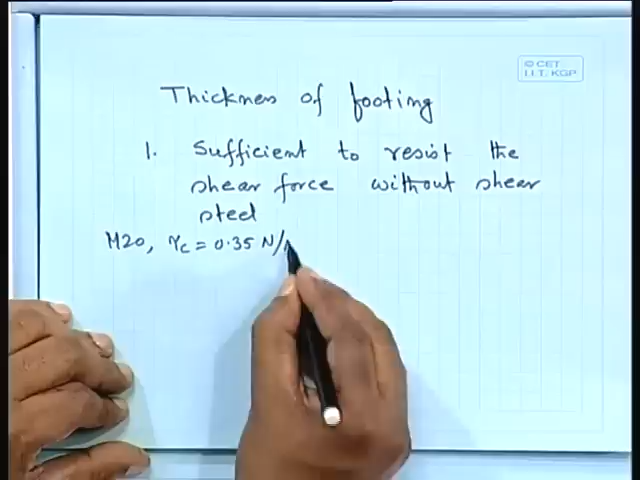 © CET
I.I.T. KGP
Thickness of footing
1. Sufficient to resist the
shear force without shear
steel
M20, τc = 0.35 N/